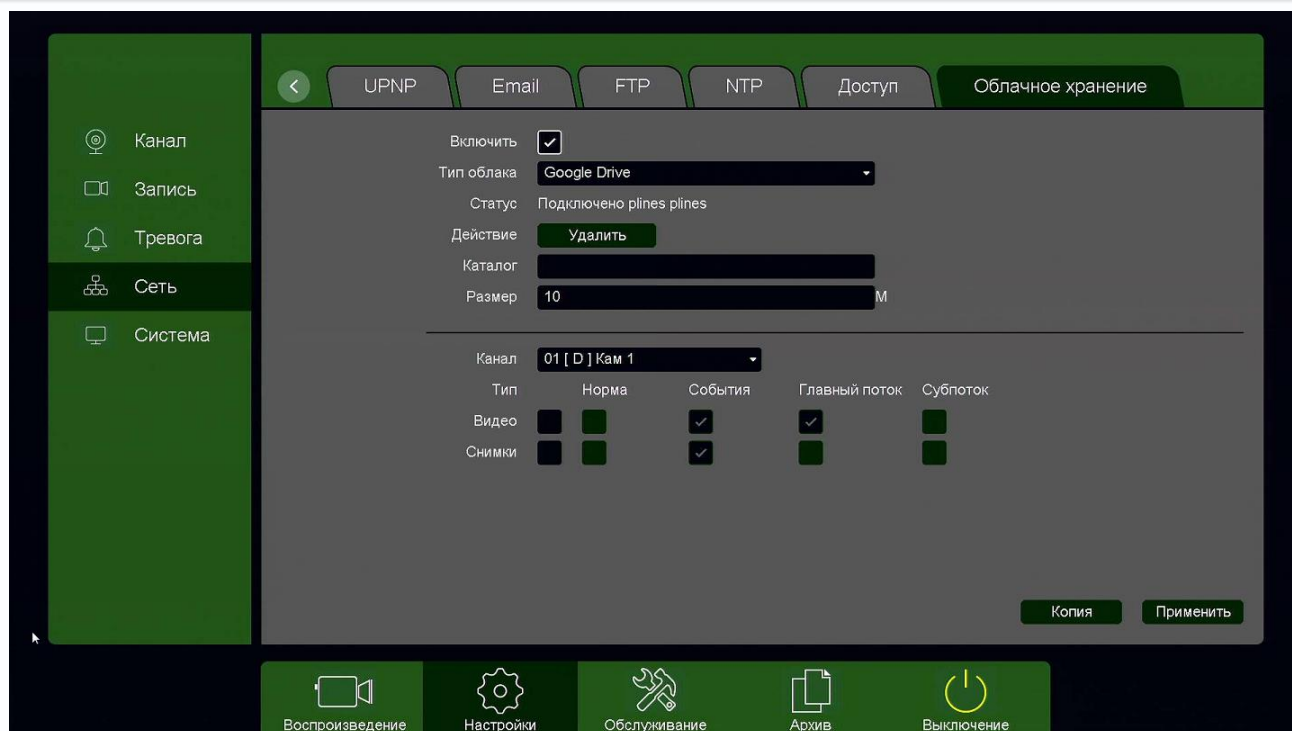 UPNP Email FTP NTP Доступ Облачное хранение
Канал
Запись
Тревога
Сеть
Система
Включить
Тип облака Google Drive
Статус Подключено plines plines
Действие Удалить
Каталог
Размер 10 M
Канал 01 [ D ] Кам 1
Тип Норма События Главный поток Субпоток
Видео
Снимки
Копия Применить
Воспроизведение Настройки Обслуживание Архив Выключение